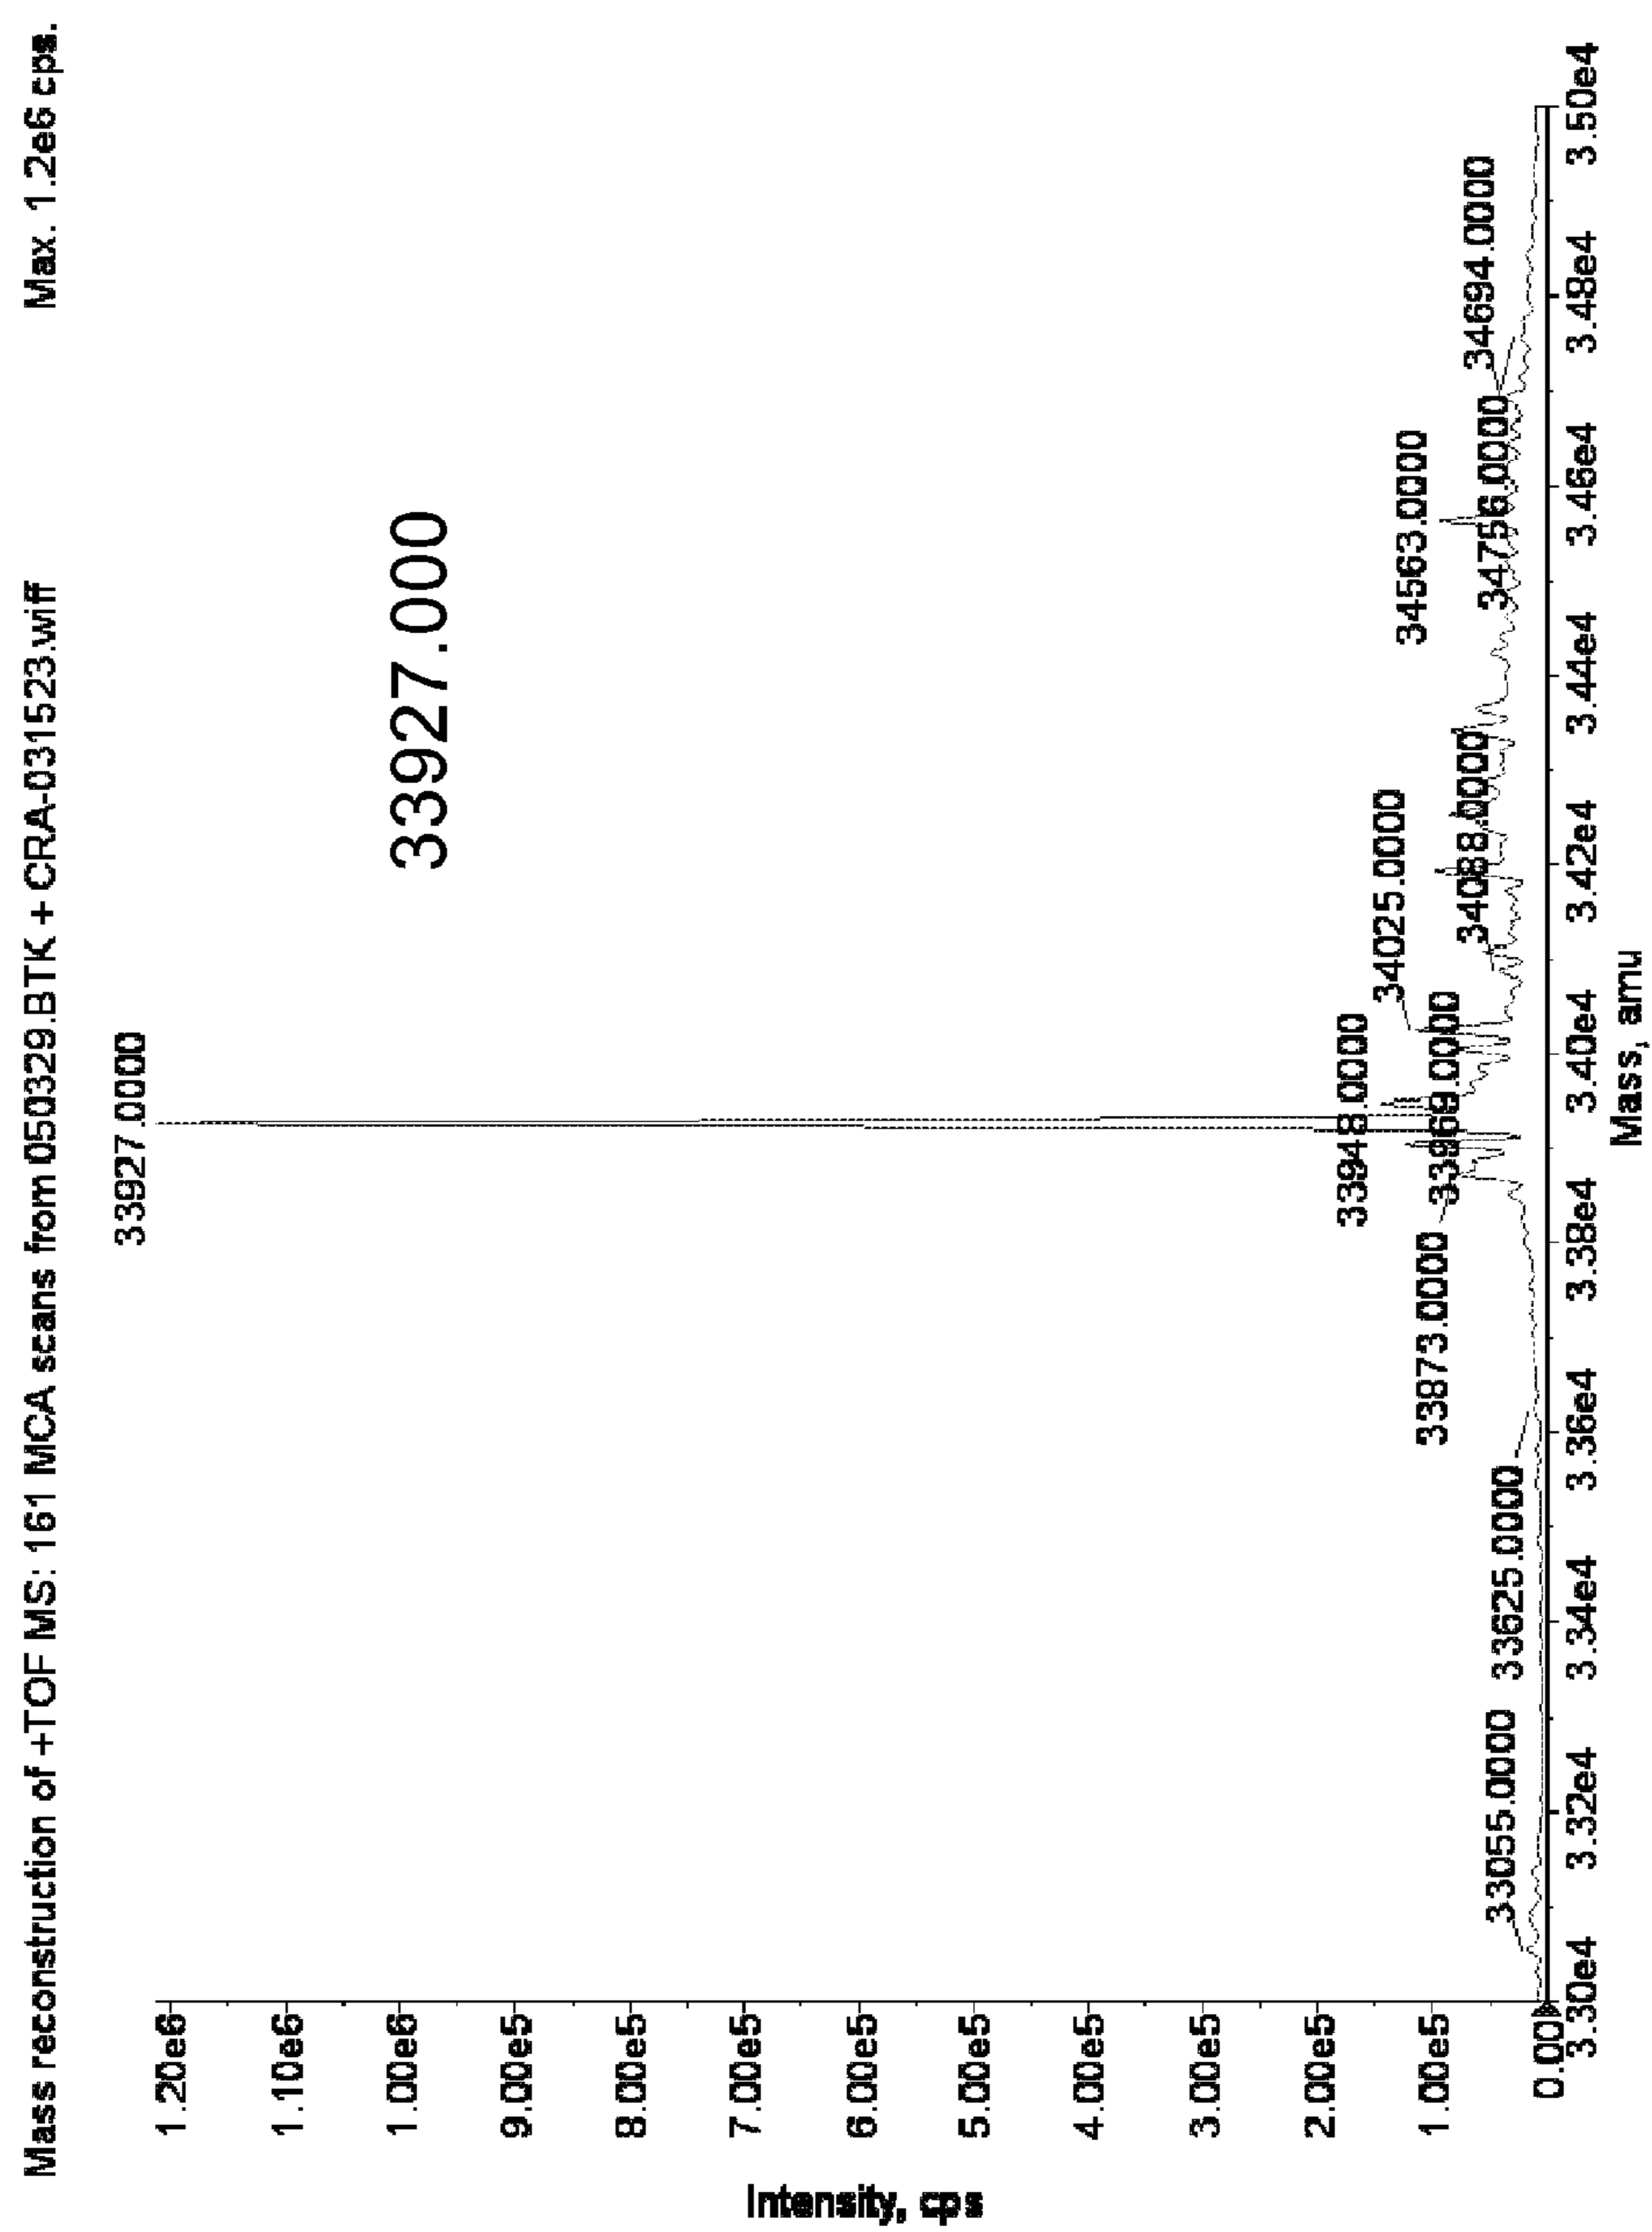 Mass reconstruction of +TOF MS: 161 MCA scans from 050329.BTK + CRA-031523.wiff
Max. 1.2e6 cps.
33927.0000
33927.000
1.20e6
1.10e6
1.00e6
9.00e5
8.00e5
7.00e5
6.00e5
5.00e5
4.00e5
3.00e5
2.00e5
1.00e5
0.00
Intensity, cps
33948.0000
34025.0000
34563.0000
33873.0000
33969.0000
34088.0000
34694.0000
34756.0000
33055.0000
33625.0000
3.30e4
3.32e4
3.34e4
3.36e4
3.38e4
3.40e4
3.42e4
3.44e4
3.46e4
3.48e4
3.50e4
Mass, amu